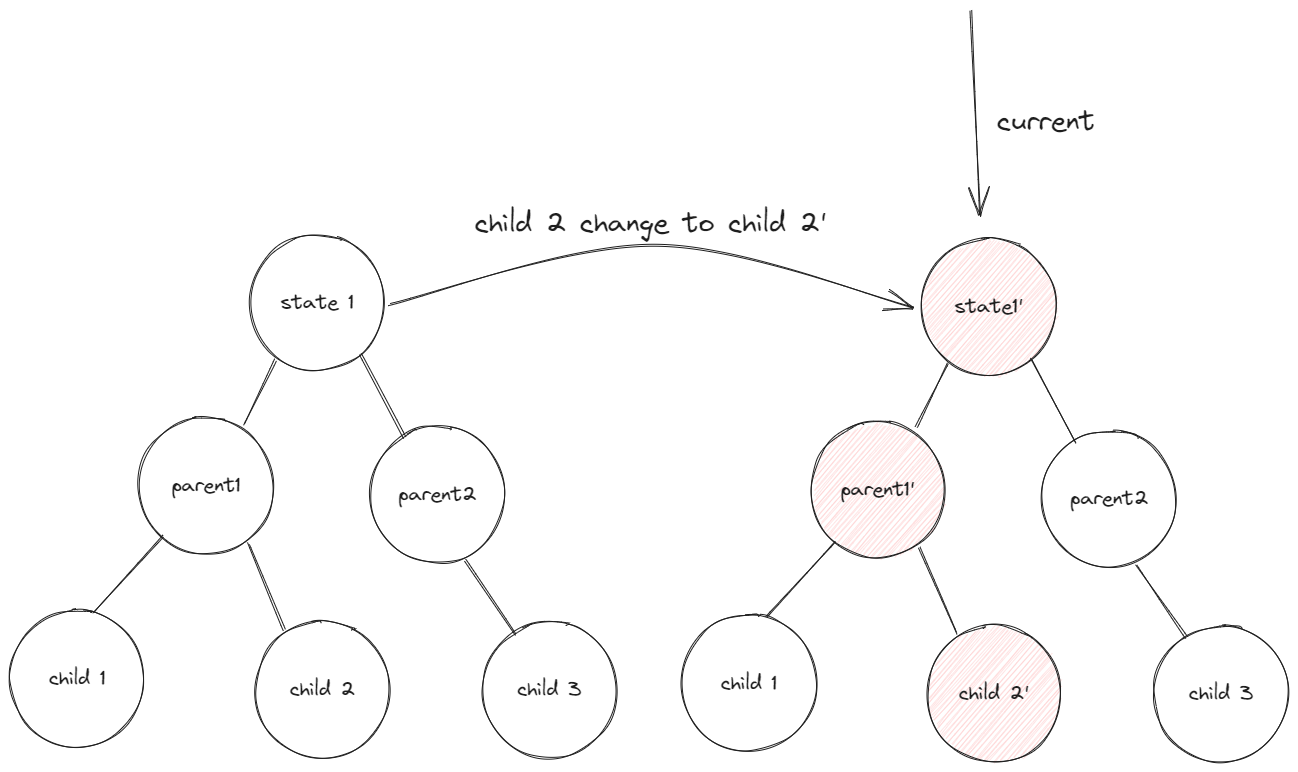 current
child 2 change to child 2'
state 1
state1'
parent1
parent2
parent1'
parent2
child 1
child 2
child 3
child 1
child 2'
child 3